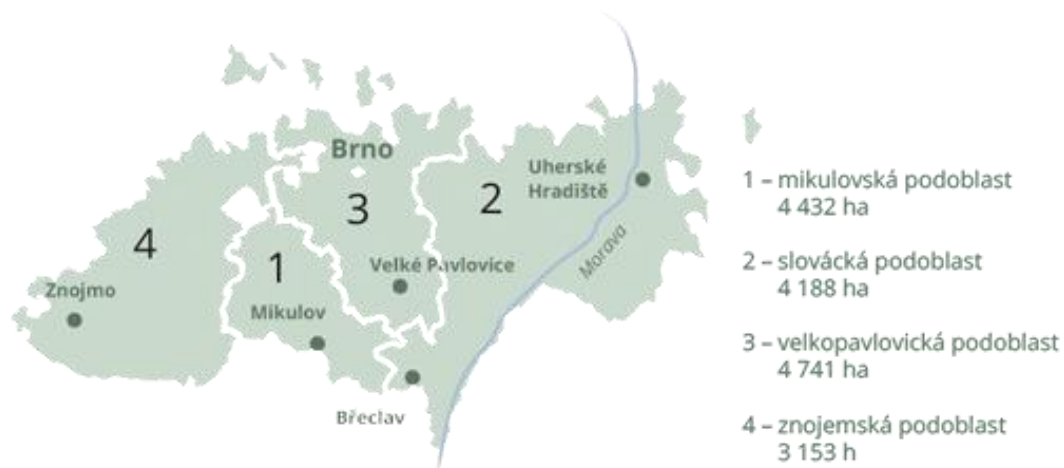 Brno
Uherské
Hradiště
2
3
4
1
Morava
Velké Pavlovice
Znojmo
Mikulov
Břeclav
1 – mikulovská podoblast
4 432 ha
2 – slovácká podoblast
4 188 ha
3 – velkopavlovická podoblast
4 741 ha
4 – znojemská podoblast
3 153 h